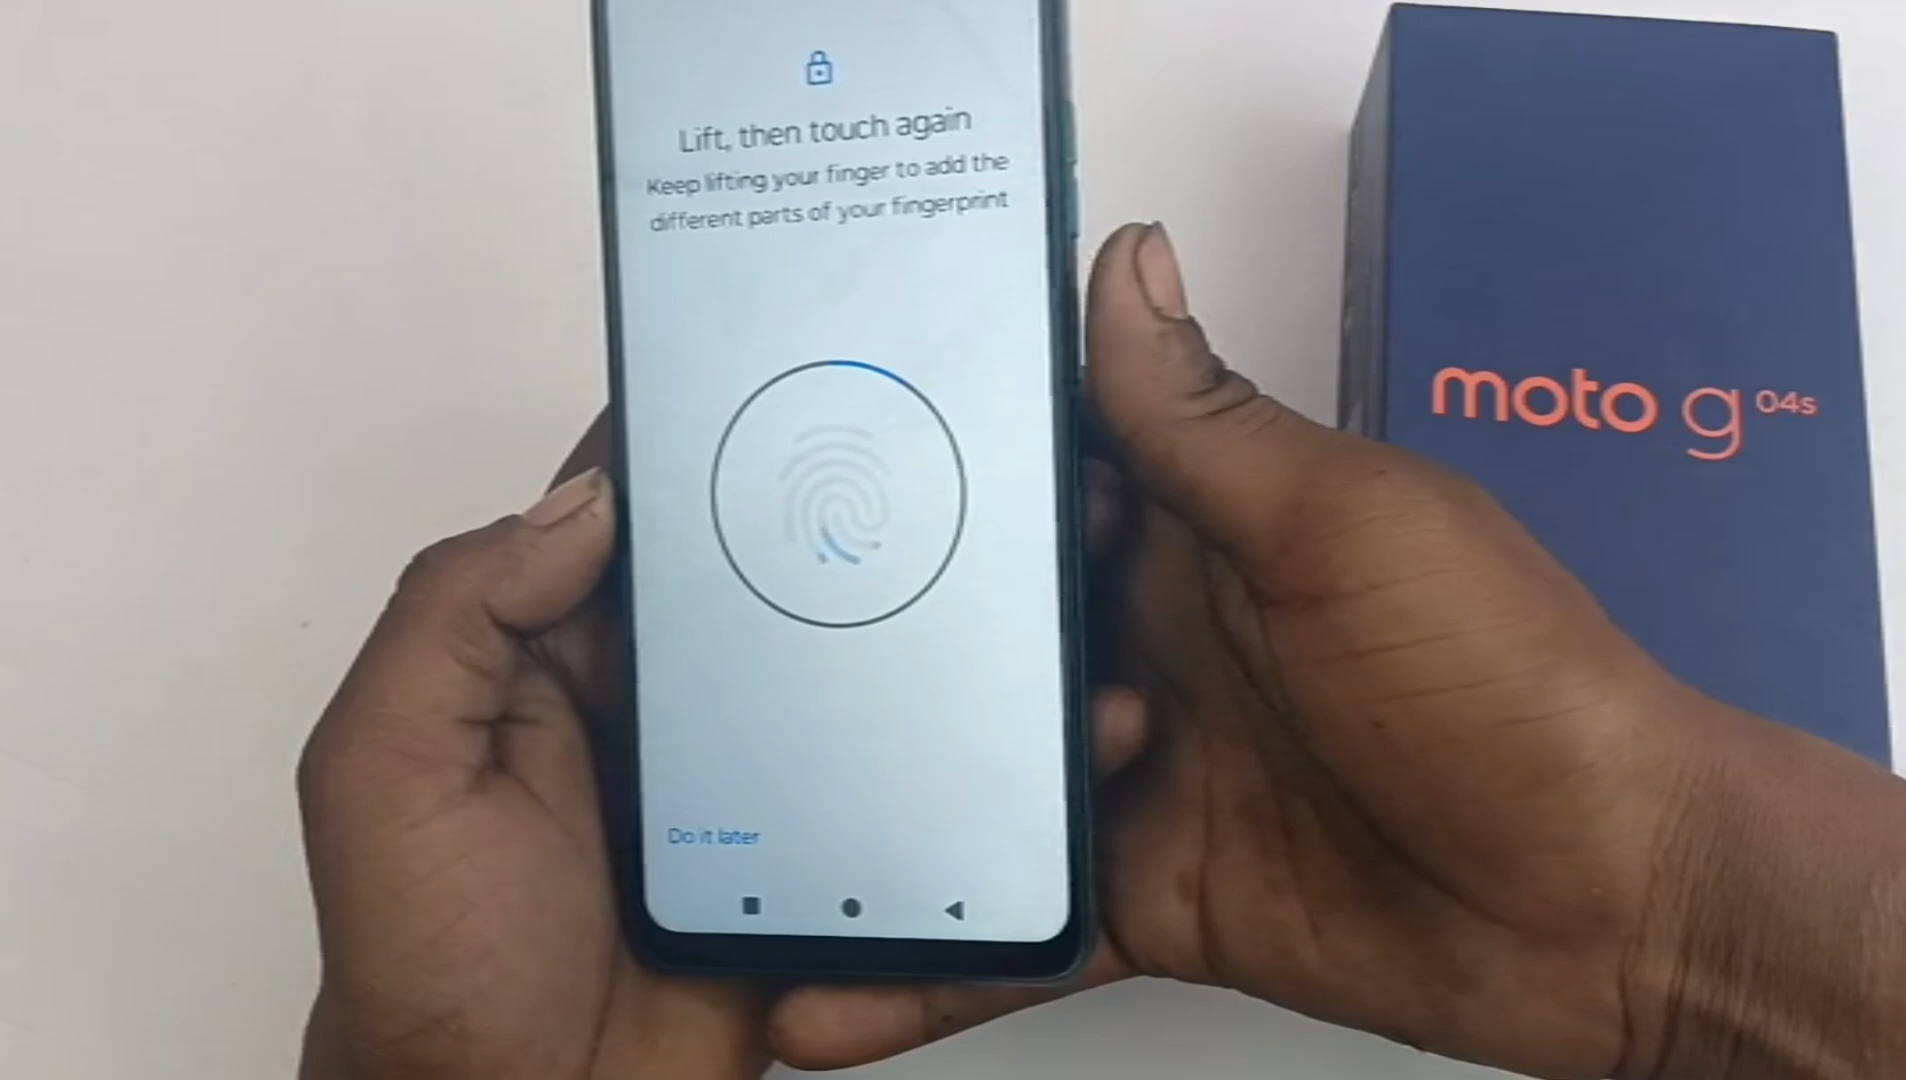 Lift, then touch again
Keep lifting your finger to add the
different parts of your fingerprint
Do it later
moto g 04s